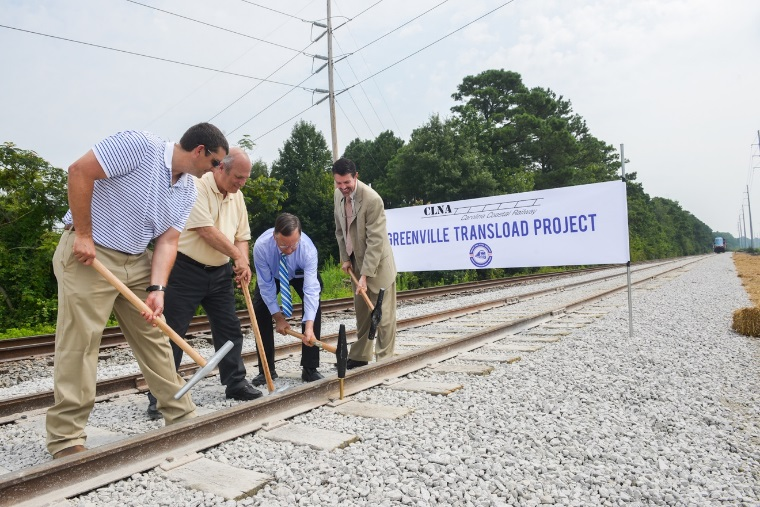 CLNA
Carolina Coastal Railway
GREENVILLE TRANSLOAD PROJECT